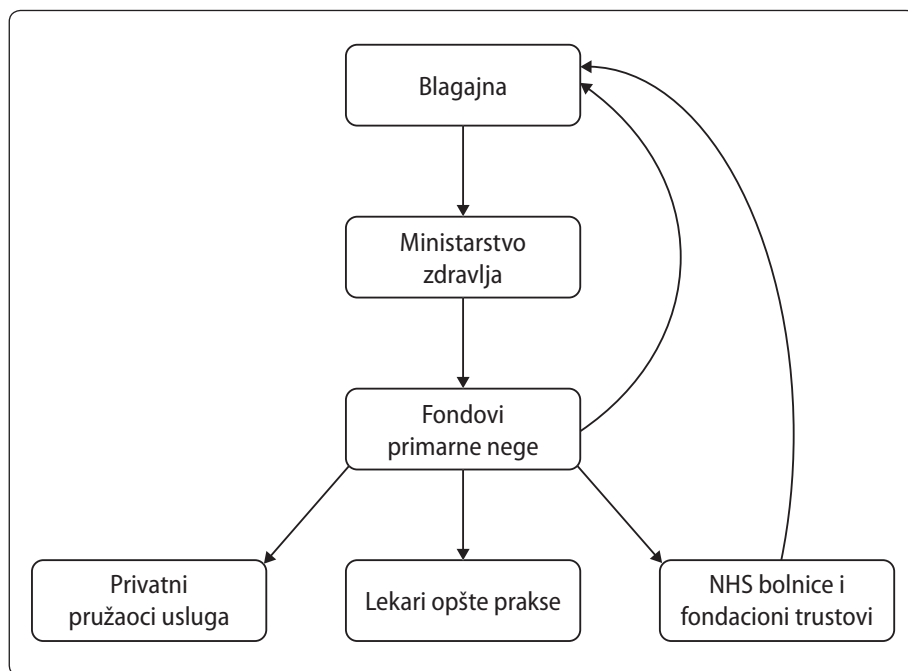 Blagajna
Ministarstvo
zdravlja
Fondovi
primarne nege
Privatni
pružaoci usluga
Lekari opšte prakse
NHS bolnice i
fondacioni trustovi